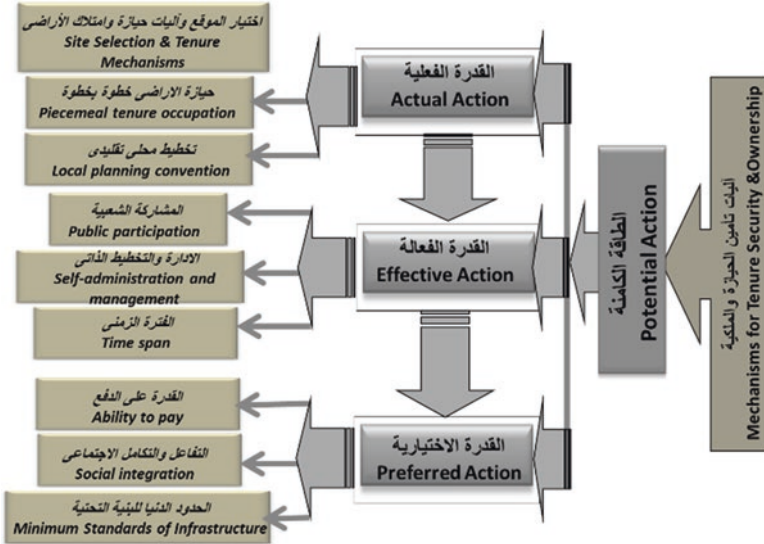 اختيار الموقع وآليات حيازة وامتلاك الأراضى
Site Selection & Tenure
Mechanisms
حيازة الاراضى خطوة بخطوة
Piecemeal tenure occupation
تخطيط محلى تقليدى
Local planning convention
المشاركة الشعبية
Public participation
الادارة والتخطيط الذاتى
Self-administration and
management
الفترة الزمنى
Time span
القدرة على الدفع
Ability to pay
التفاعل والتكامل الاجتماعى
Social integration
الحدود الدنيا للبنية التحتية
Minimum Standards of Infrastructure
القدرة الفعلية
Actual Action
القدرة الفعالة
Effective Action
القدرة الاختيارية
Preferred Action
الطاقة الكامنة
Potential Action
آليات تأمين الحيازة والملكية
Mechanisms for Tenure Security &Ownership